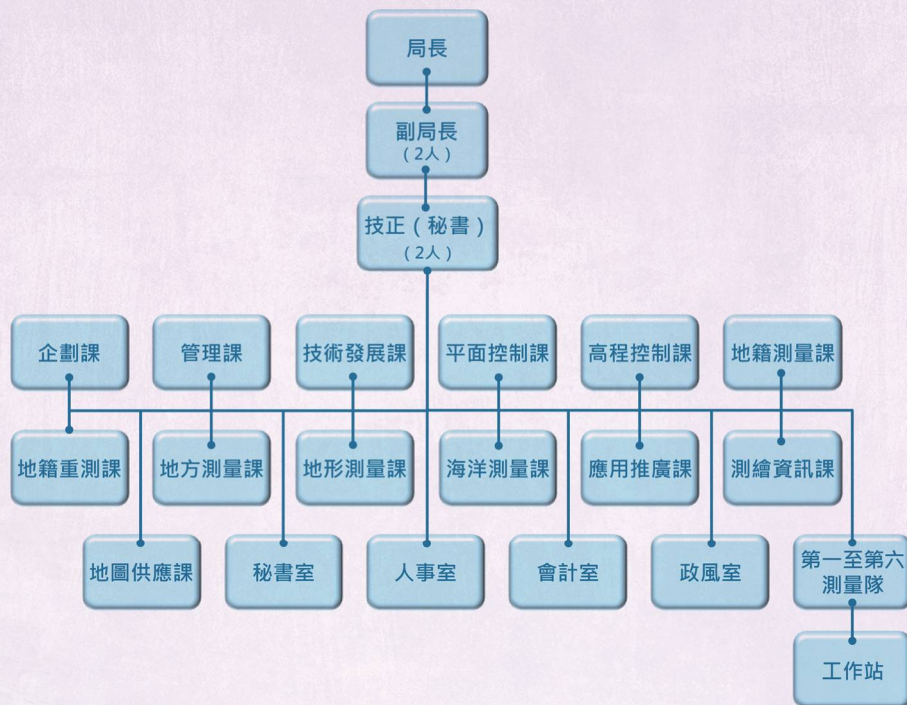 局長
副局長
（2人）
技正（秘書）
（2人）
企劃課
管理課
技術發展課
平面控制課
高程控制課
地籍測量課
地籍重測課
地方測量課
地形測量課
海洋測量課
應用推廣課
測繪資訊課
地圖供應課
秘書室
人事室
會計室
政風室
第一至第六
測量隊
工作站